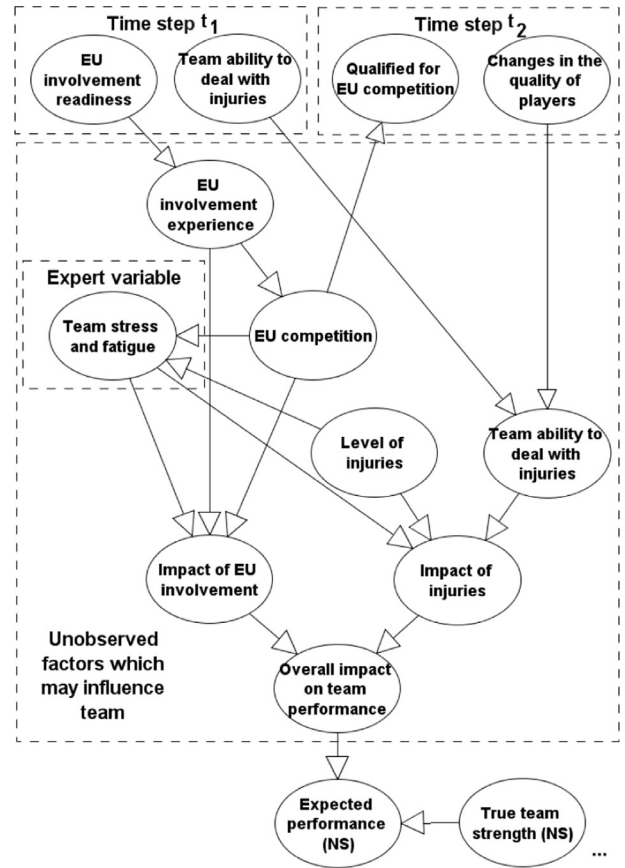 Time step t1
Time step t2
EU
involvement
readiness
Team ability to
deal with
injuries
Qualified for
EU competition
Changes in the
quality of
players
EU
involvement
experience
Expert variable
Team stress
and fatigue
EU competition
Level of
injuries
Team ability to
deal with
injuries
Impact of EU
involvement
Impact of
injuries
Unobserved
factors which
may influence
team
Overall impact
on team
performance
Expected
performance
(NS)
True team
strength (NS)
...